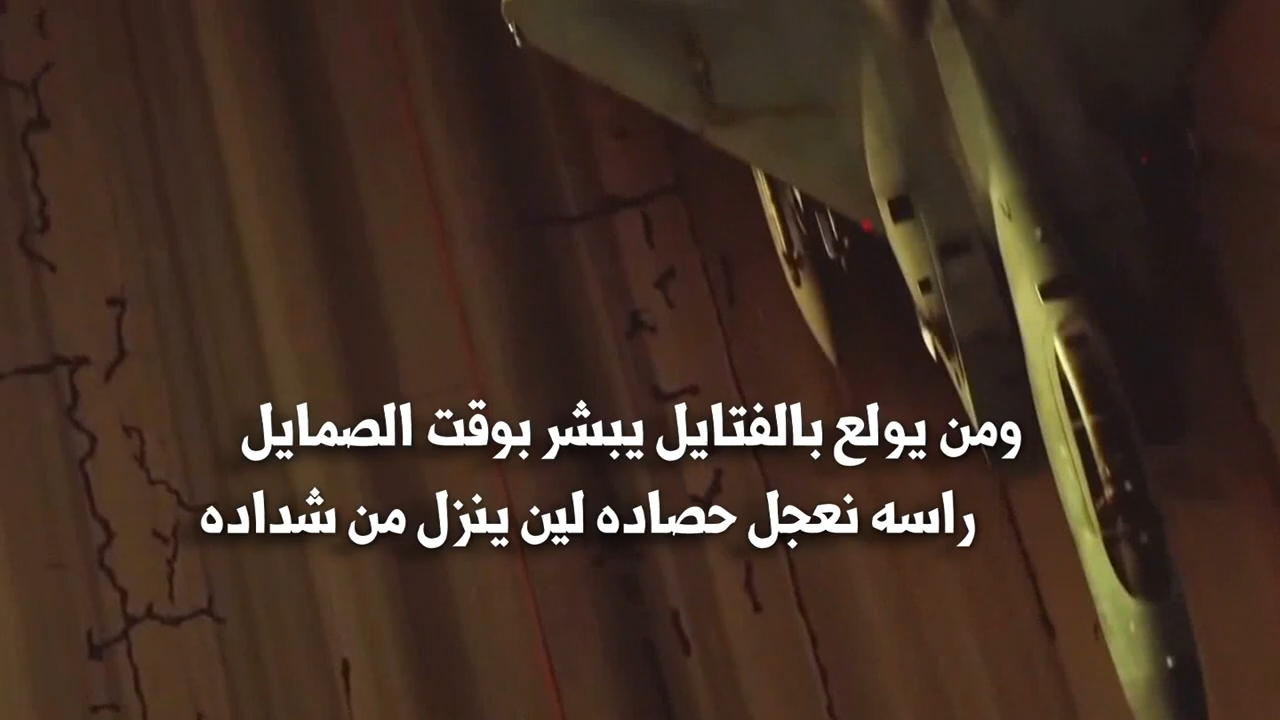 ومن يولع بالفتايل يبشر بوقت الصمايل
راسه نعجل حصاده لين ينزل من شداده